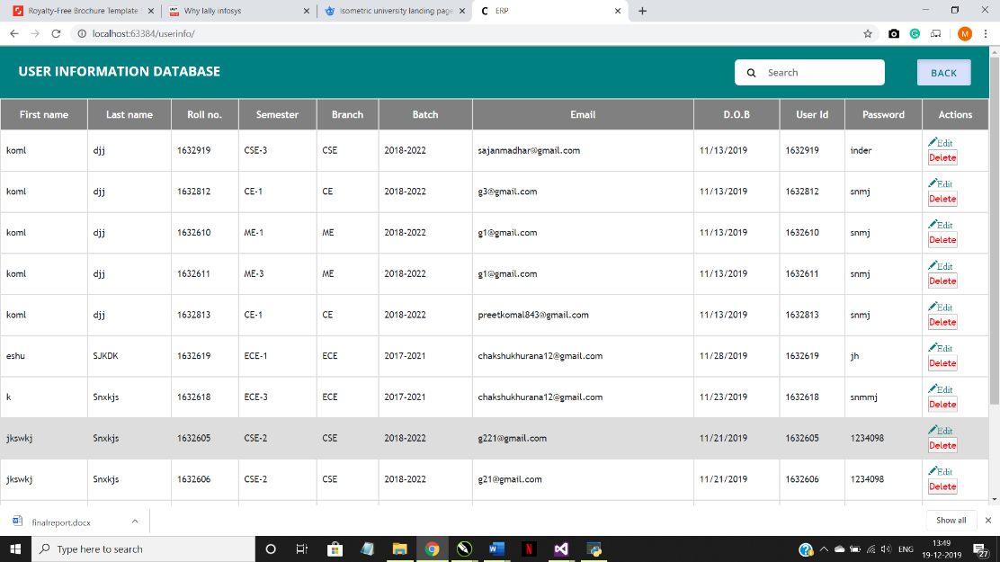 Royalty-Free Brochure Template
Why lally infosys
Isometric university landing page
ERP
localhost:63384/userinfo/
M
USER INFORMATION DATABASE
Search
BACK
First name Last name Roll no. Semester Branch Batch Email D.O.B User Id Password Actions
koml djj 1632919 CSE-3 CSE 2018-2022 sajanmadhar@gmail.com 11/13/2019 1632919 inder Edit
Delete
koml djj 1632812 CE-1 CE 2018-2022 g3@gmail.com 11/13/2019 1632812 snmj Edit
Delete
koml djj 1632610 ME-1 ME 2018-2022 g1@gmail.com 11/13/2019 1632610 snmj Edit
Delete
koml djj 1632611 ME-3 ME 2018-2022 g1@gmail.com 11/13/2019 1632611 snmj Edit
Delete
koml djj 1632813 CE-1 CE 2018-2022 preetkomal843@gmail.com 11/13/2019 1632813 snmj Edit
Delete
eshu SJKDK 1632619 ECE-1 ECE 2017-2021 chakshukhurana12@gmail.com 11/28/2019 1632619 jh Edit
Delete
k Snxkjs 1632618 ECE-3 ECE 2017-2021 chakshukhurana12@gmail.com 11/23/2019 1632618 snmmj Edit
Delete
jkswkj Snxkjs 1632605 CSE-2 CSE 2018-2022 g221@gmail.com 11/21/2019 1632605 1234098 Edit
Delete
jkswkj Snxkjs 1632606 CSE-2 CSE 2018-2022 g21@gmail.com 11/21/2019 1632606 1234098 Edit
Delete
finalreport.docx
Show all
Type here to search
ENG
13:49
19-12-2019
27